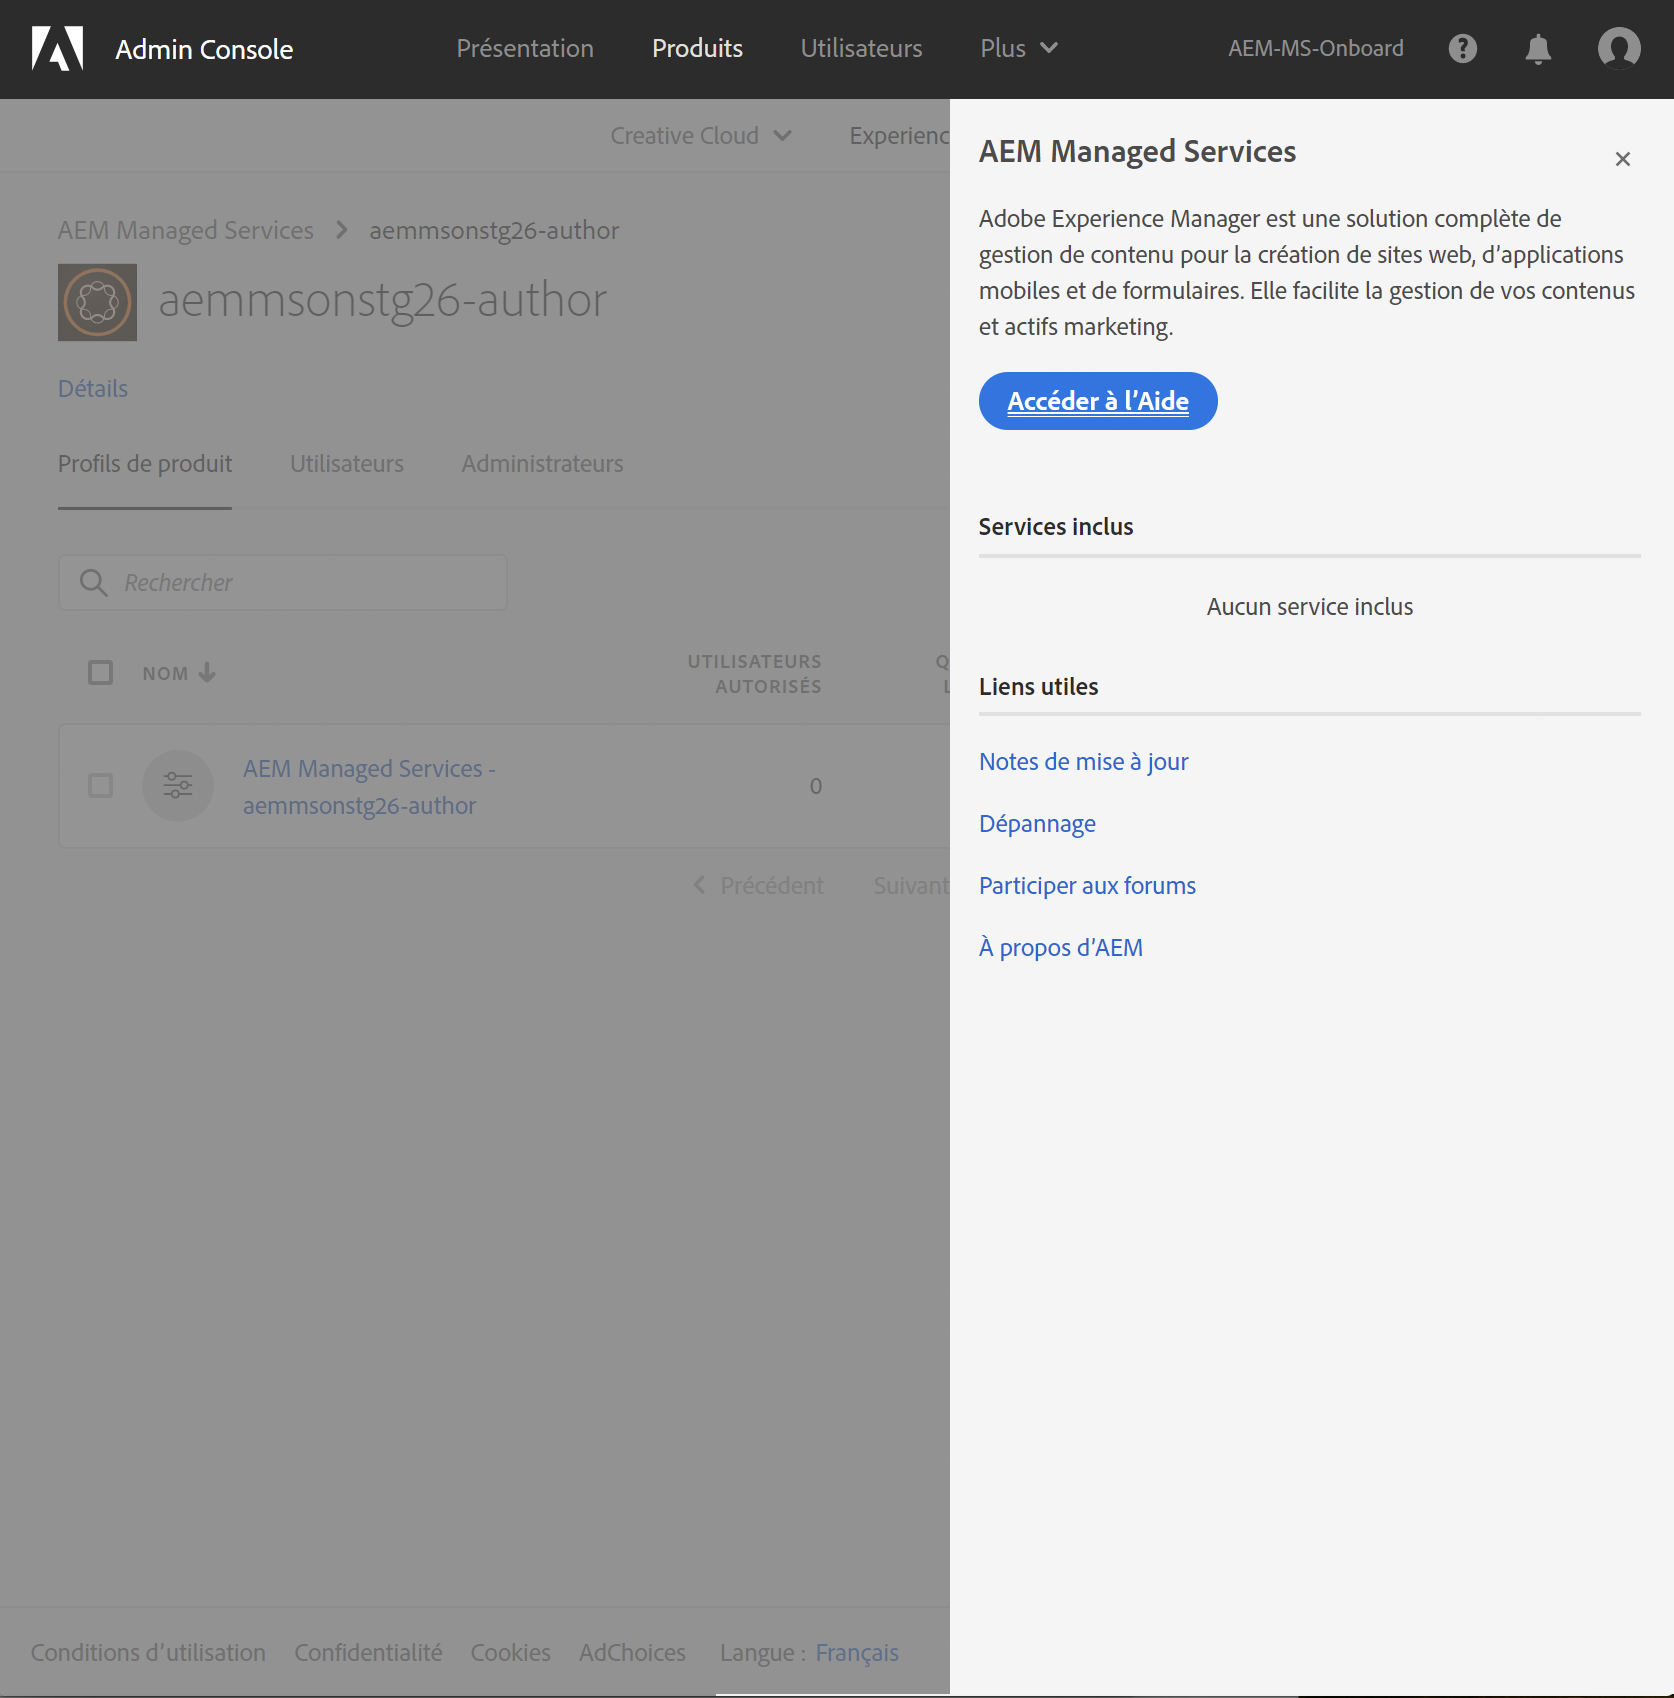 Admin Console
Présentation
Produits
Utilisateurs
Plus
AEM-MS-Onboard
Creative Cloud
Experienc
AEM Managed Services
aemmsonstg26-author
aemmsonstg26-author
Détails
Profils de produit
Utilisateurs
Administrateurs
Rechercher
NOM
UTILISATEURS
AUTORISÉS
AEM Managed Services -
aemmsonstg26-author
0
Précédent
Suivant
Conditions d'utilisation
Confidentialité
Cookies
AdChoices
Langue :
Français
AEM Managed Services
Adobe Experience Manager est une solution complète de
gestion de contenu pour la création de sites web, d'applications
mobiles et de formulaires. Elle facilite la gestion de vos contenus
et actifs marketing.
Accéder à l'Aide
Services inclus
Aucun service inclus
Liens utiles
Notes de mise à jour
Dépannage
Participer aux forums
À propos d'AEM